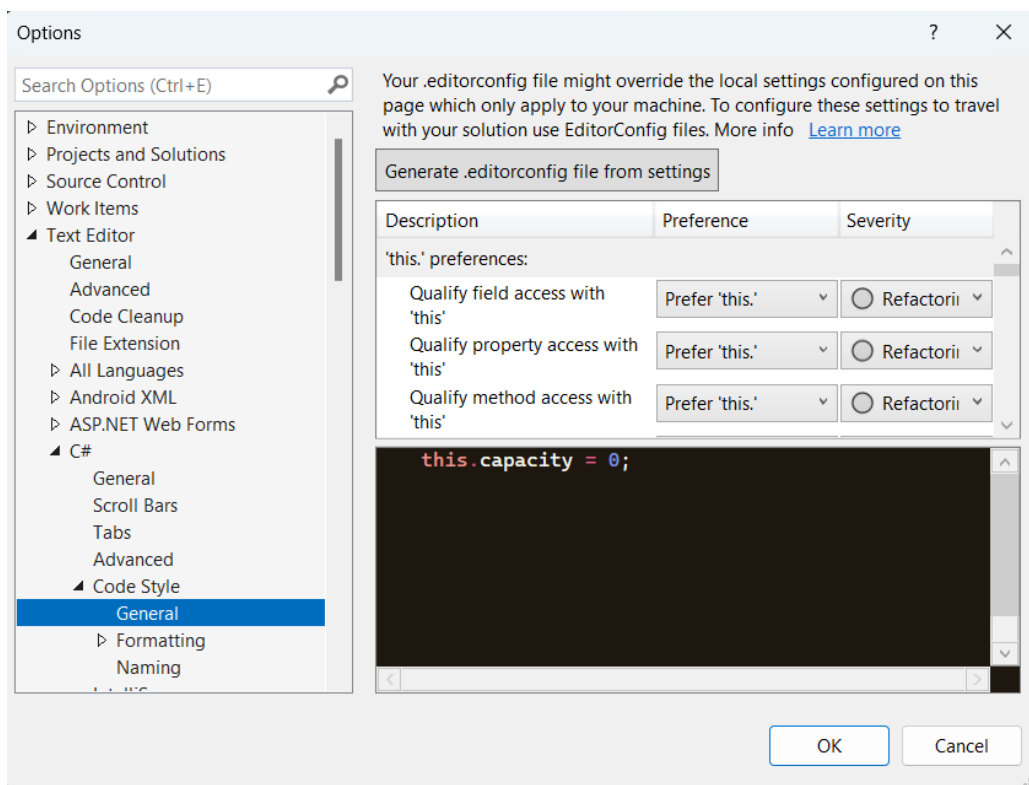 Options
?
Search Options (Ctrl+E)
Environment
Projects and Solutions
Source Control
Work Items
Text Editor
General
Advanced
Code Cleanup
File Extension
All Languages
Android XML
ASP.NET Web Forms
C#
General
Scroll Bars
Tabs
Advanced
Code Style
General
Formatting
Naming
Your .editorconfig file might override the local settings configured on this
page which only apply to your machine. To configure these settings to travel
with your solution use EditorConfig files. More info Learn more
Generate .editorconfig file from settings
Description Preference Severity
'this.' preferences:
Qualify field access with
'this'
Prefer 'this.' Refactorin
Qualify property access with
'this'
Prefer 'this.' Refactorin
Qualify method access with
'this'
Prefer 'this.' Refactorin
this.capacity = 0;
OK Cancel